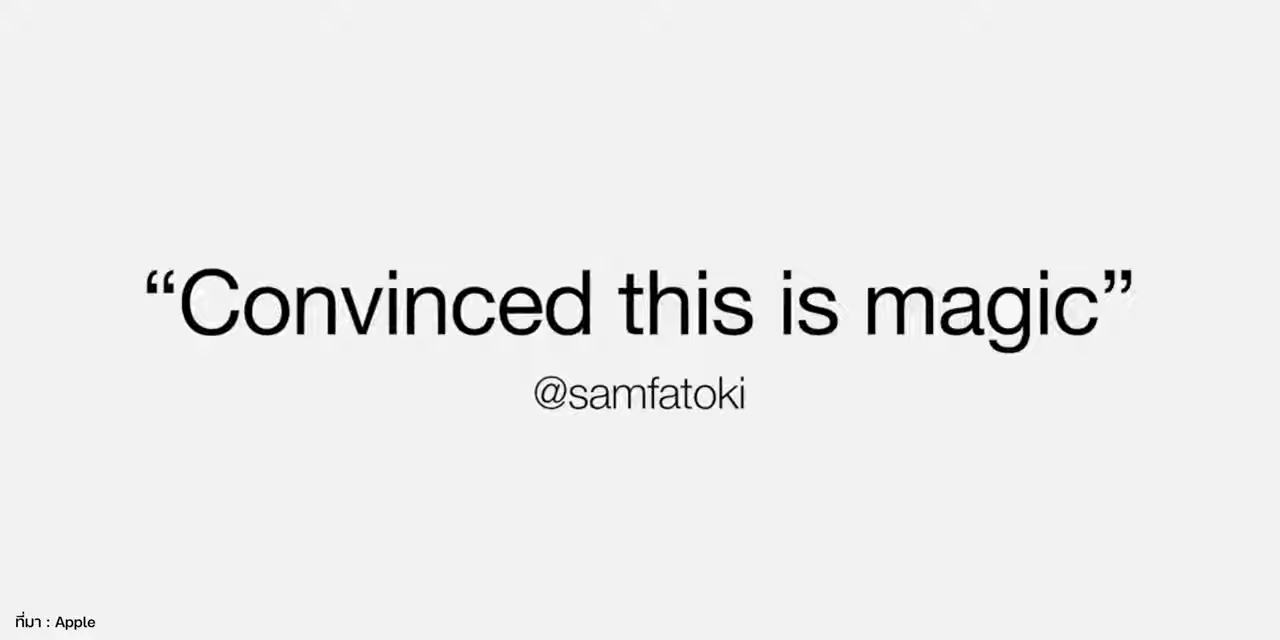 “Convinced this is magic”
@samfatoki
ที่มา : Apple